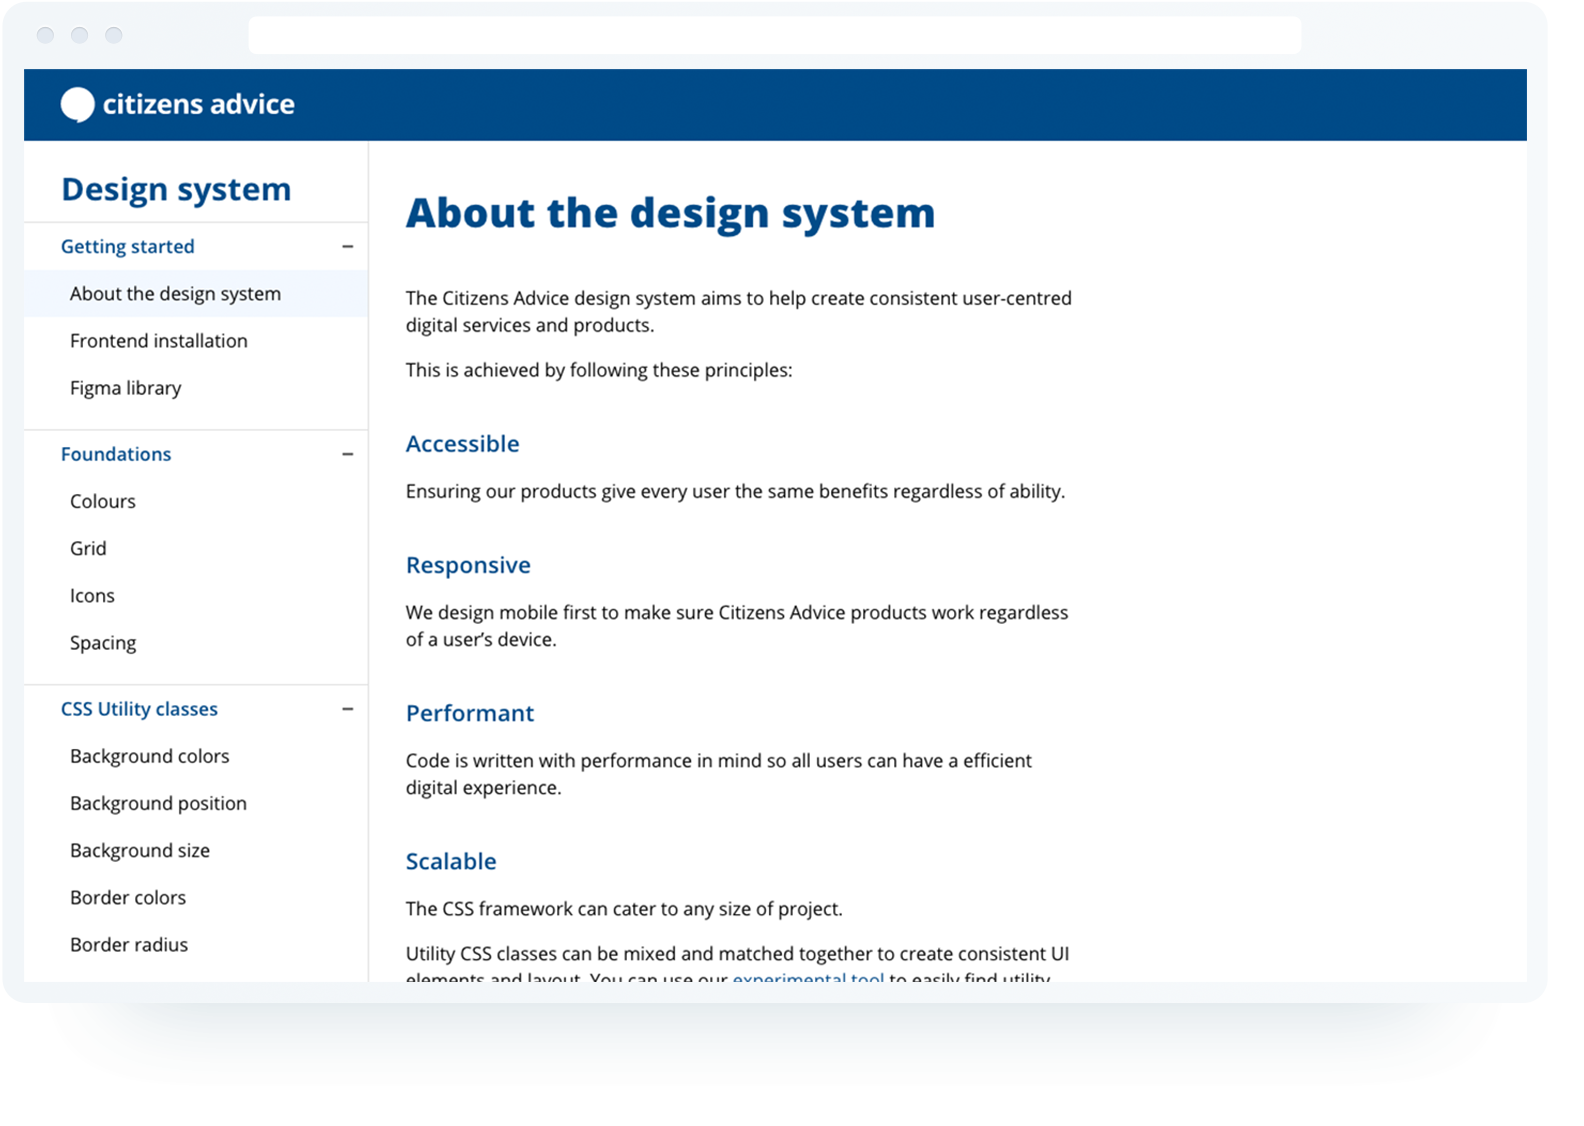 citizens advice
Design system
Getting started
About the design system
Frontend installation
Figma library
Foundations
Colours
Grid
Icons
Spacing
CSS Utility classes
Background colors
Background position
Background size
Border colors
Border radius
About the design system
The Citizens Advice design system aims to help create consistent user-centred
digital services and products.
This is achieved by following these principles:
Accessible
Ensuring our products give every user the same benefits regardless of ability.
Responsive
We design mobile first to make sure Citizens Advice products work regardless
of a user’s device.
Performant
Code is written with performance in mind so all users can have a efficient
digital experience.
Scalable
The CSS framework can cater to any size of project.
Utility CSS classes can be mixed and matched together to create consistent UI
elements and layout. You can use our experimental tool to easily find utility